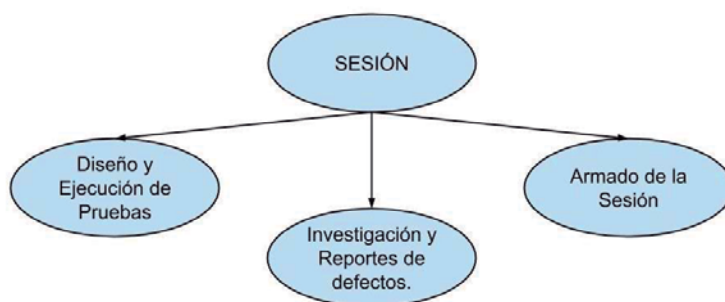 SESIÓN
Diseño y
Ejecución de
Pruebas
Investigación y
Reportes de
defectos.
Armado de la
Sesión